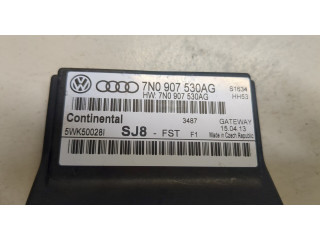 7N0 907 530AG
HW: 7N0 907 530AG
S1534
HH53
Continental
3487
GATEWAY
5WK50028I
SJ8 - FST F1
15.04.13
Made in Czech Republic